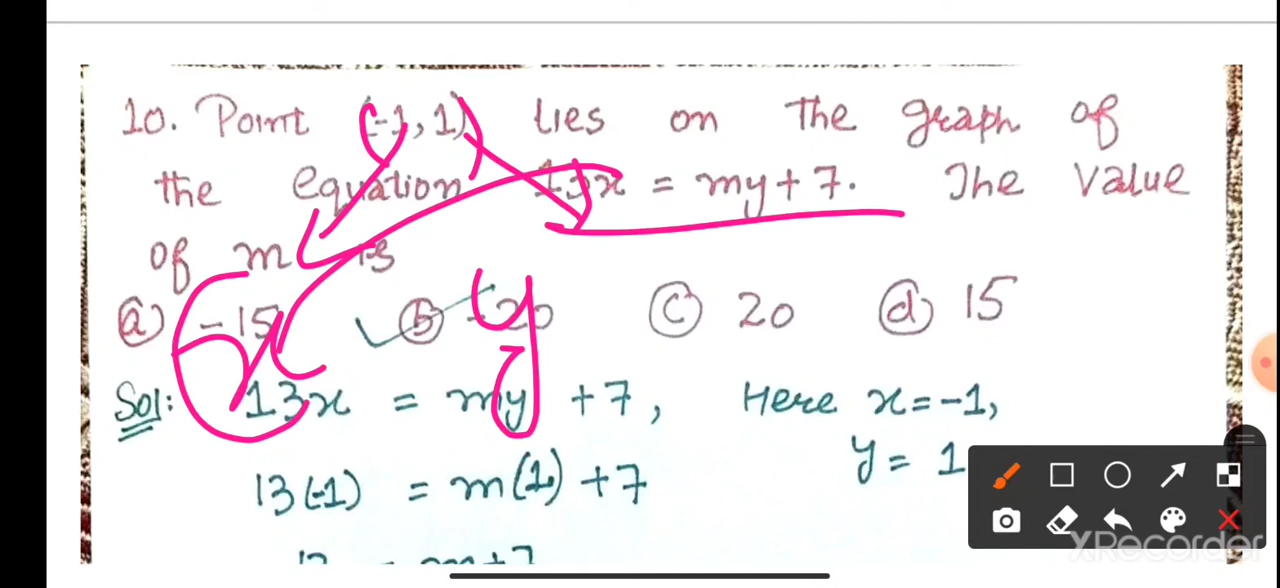 10. Point (-1, 1) lies on the graph of
the equation 13x = my + 7. The value
of m is
(a) -15 (b) -20 (c) 20 (d) 15
x y
Sol: 13x = my + 7, Here x = -1,
13(-1) = m(1) + 7 y = 1
= m + 7
XRecorder